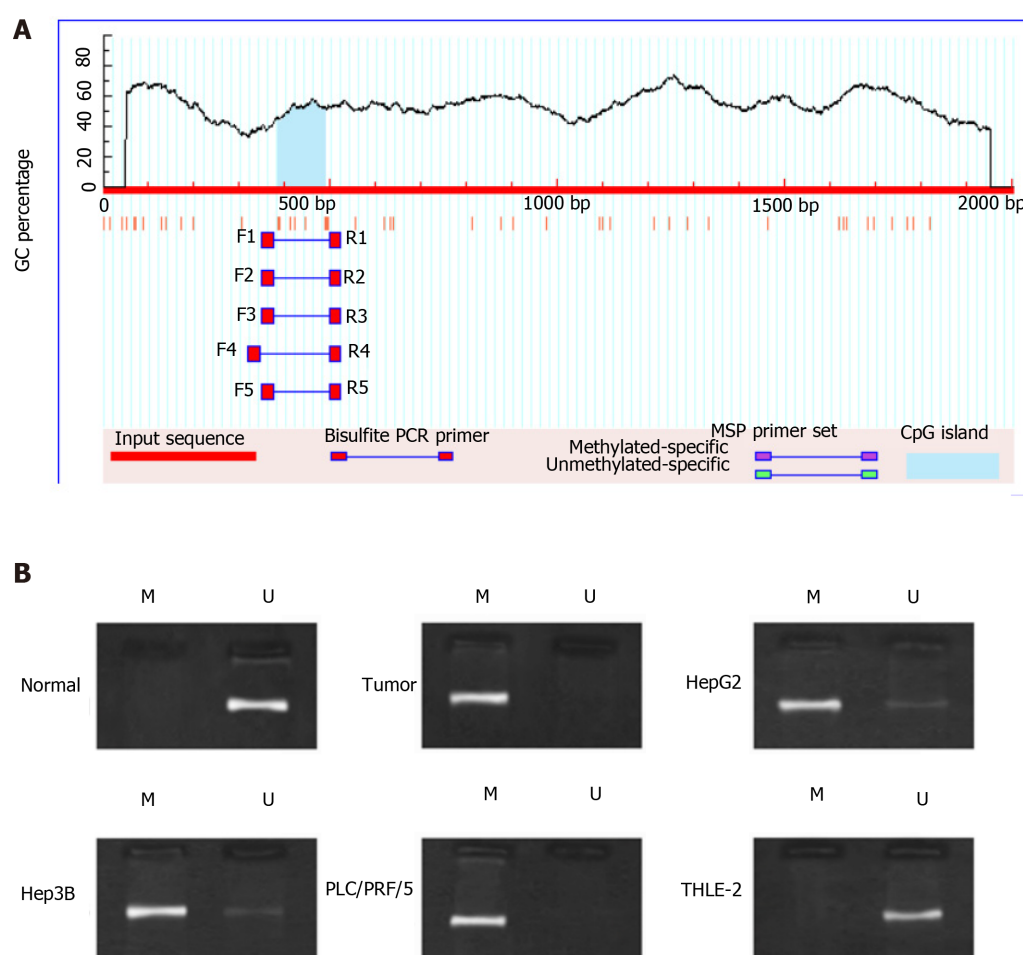 A
GC percentage
80
60
40
20
0
0 500 bp 1000 bp 1500 bp 2000 bp
F1 R1
F2 R2
F3 R3
F4 R4
F5 R5
Input sequence
Bisulfite PCR primer
MSP primer set
Methylated-specific
Unmethylated-specific
CpG island
B
M U
Normal
M U
Tumor
M U
HepG2
M U
Hep3B
M U
PLC/PRF/5
M U
THLE-2